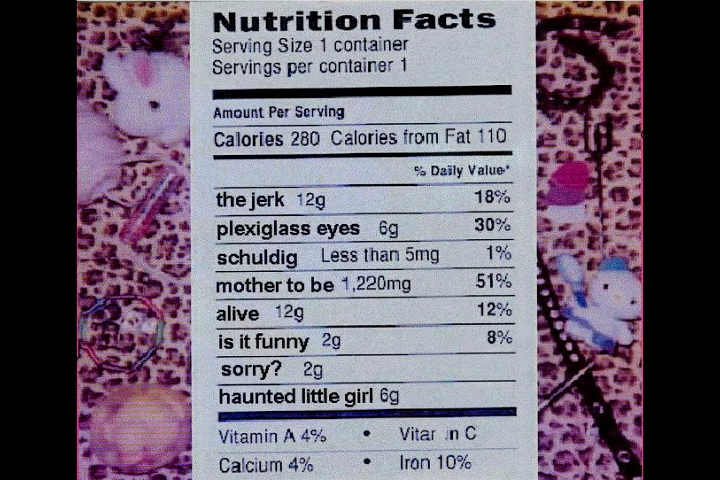 Nutrition Facts
Serving Size 1 container
Servings per container 1
Amount Per Serving
Calories 280 Calories from Fat 110
% Daily Value*
the jerk 12g 18%
plexiglass eyes 6g 30%
schuldig Less than 5mg 1%
mother to be 1,220mg 51%
alive 12g 12%
is it funny 2g 8%
sorry? 2g
haunted little girl 6g
Vitamin A 4% • C
Calcium 4% • Iron 10%